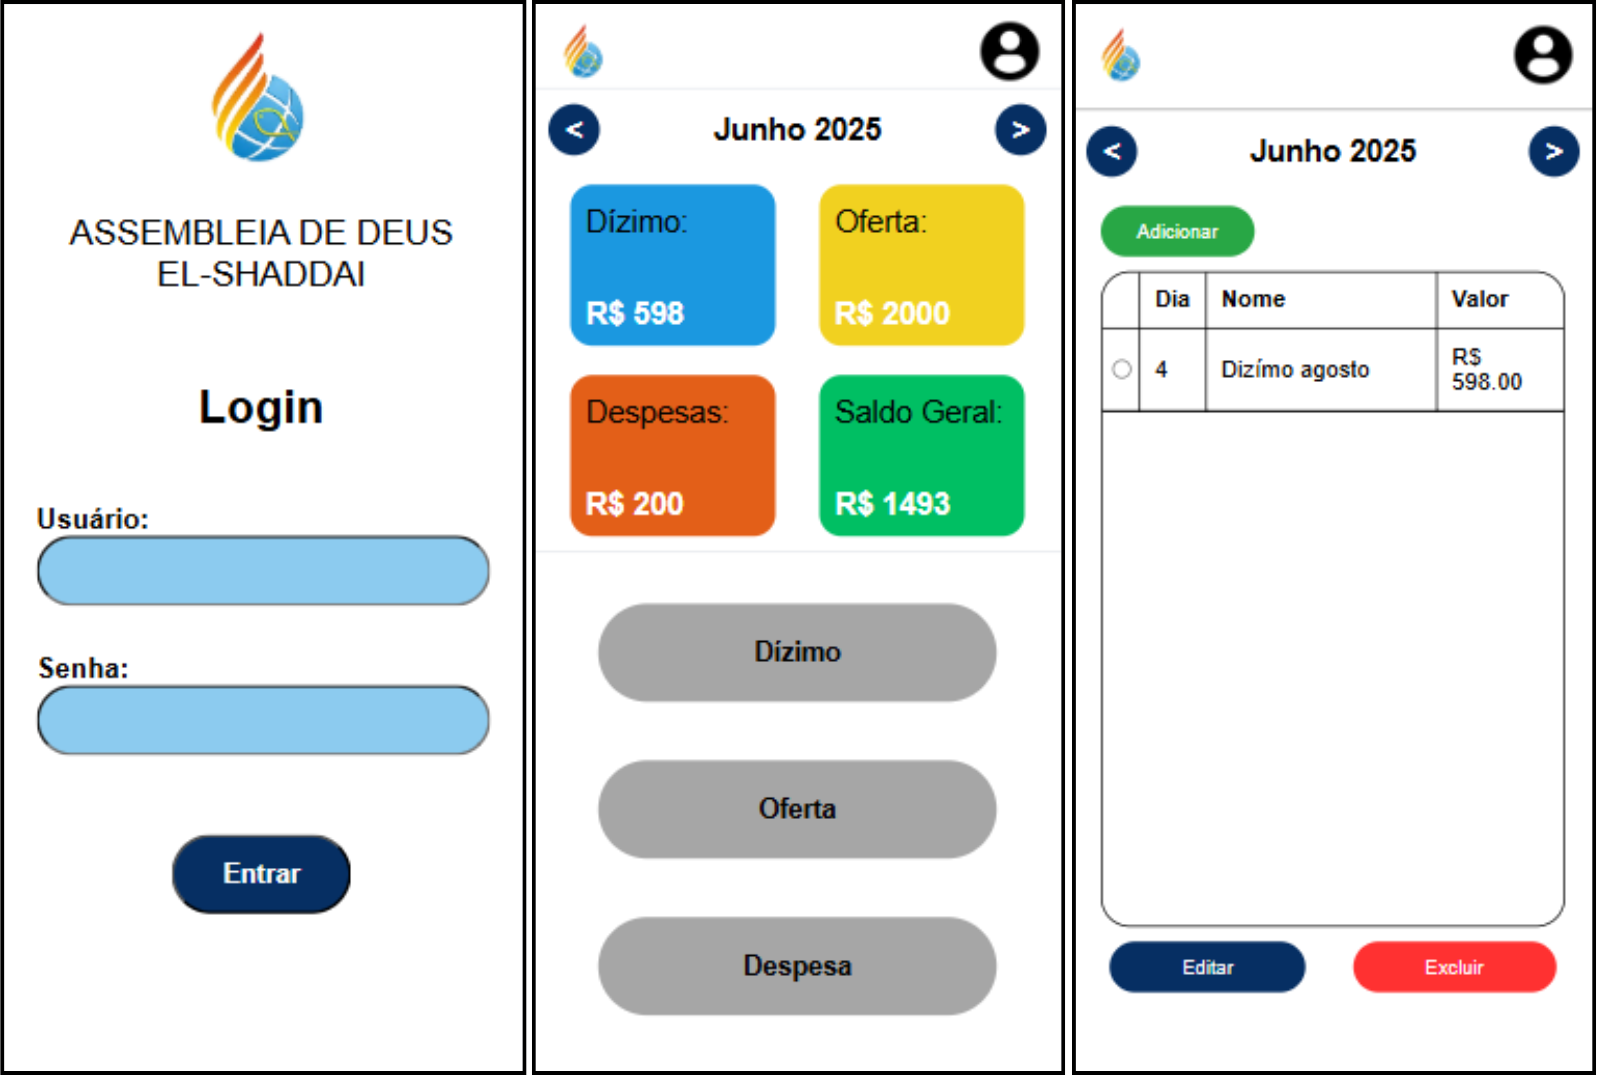 ASSEMBLEIA DE DEUS
EL-SHADDAI
Login
Usuário:
Senha:
Entrar
<
Junho 2025
>
Dízimo:
R$ 598
Oferta:
R$ 2000
Despesas:
R$ 200
Saldo Geral:
R$ 1493
Dízimo
Oferta
Despesa
<
Junho 2025
>
Adicionar
Dia Nome Valor
4 Dizímo agosto R$
598.00
Editar
Excluir